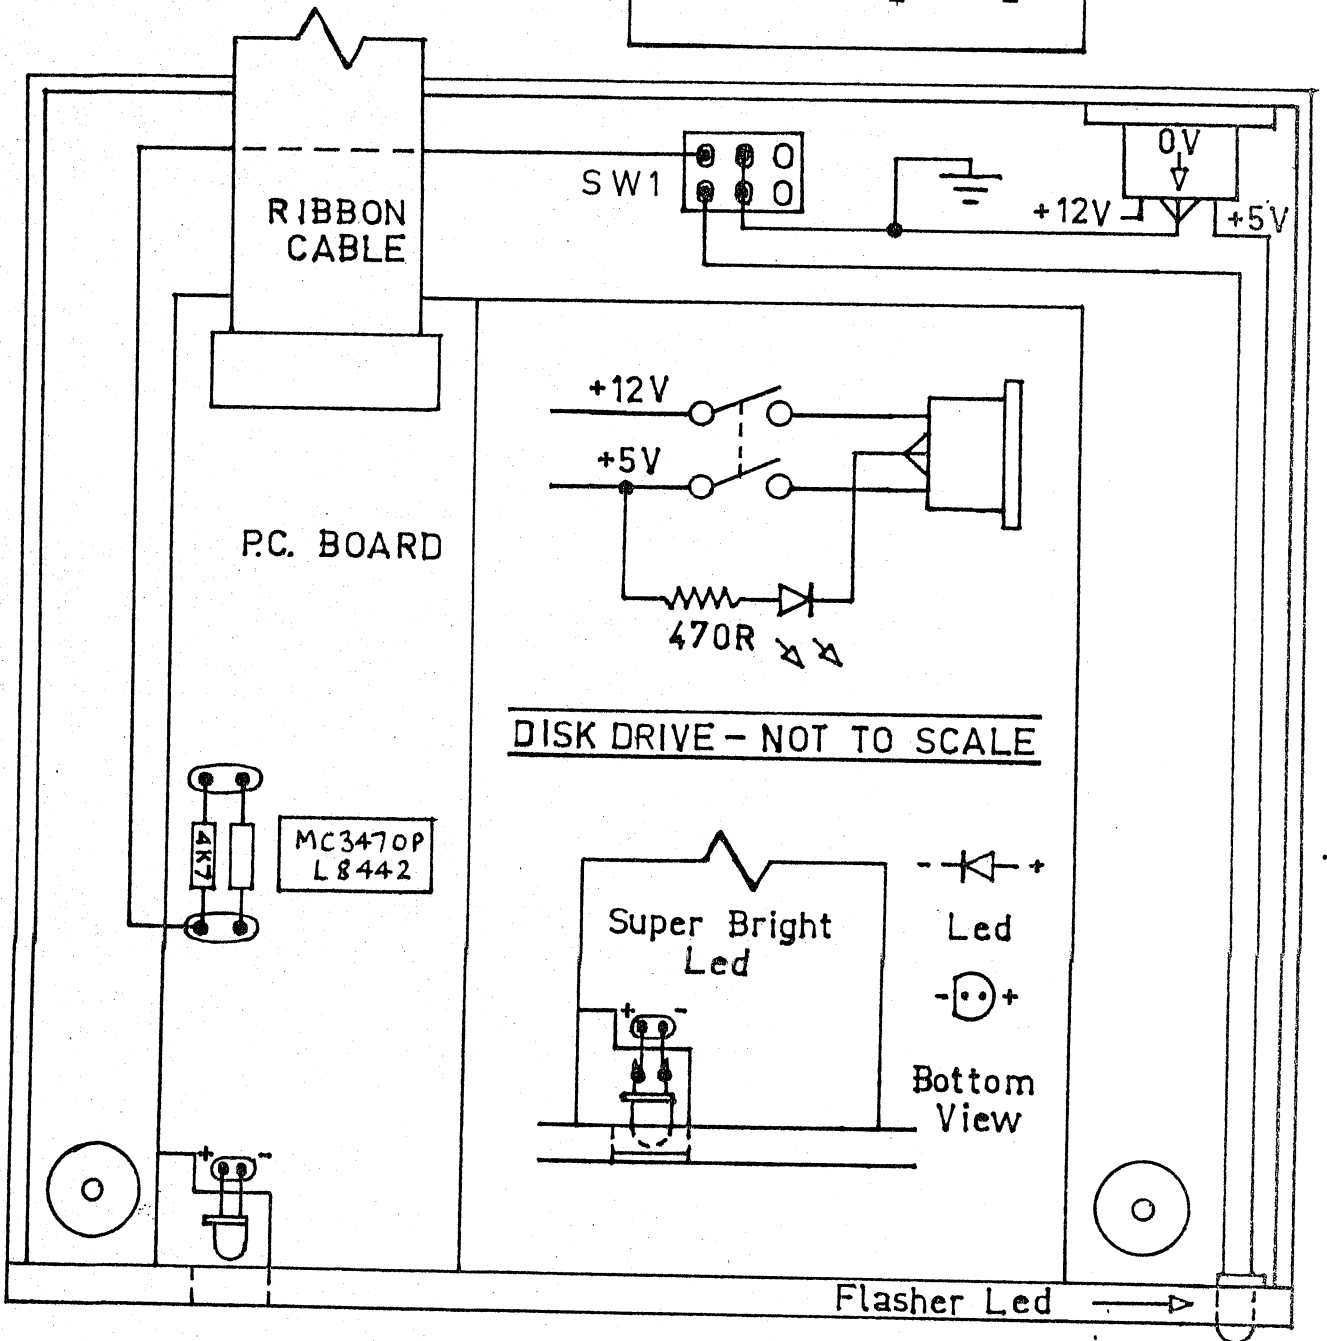 0V
SW1
+12V
+5V
RIBBON
CABLE
+12V
+5V
P.C. BOARD
470R
DISK DRIVE - NOT TO SCALE
4K7
MC3470P
L8442
- +
Super Bright
Led
Led
- +
+ -
Bottom
View
+ -
Flasher Led